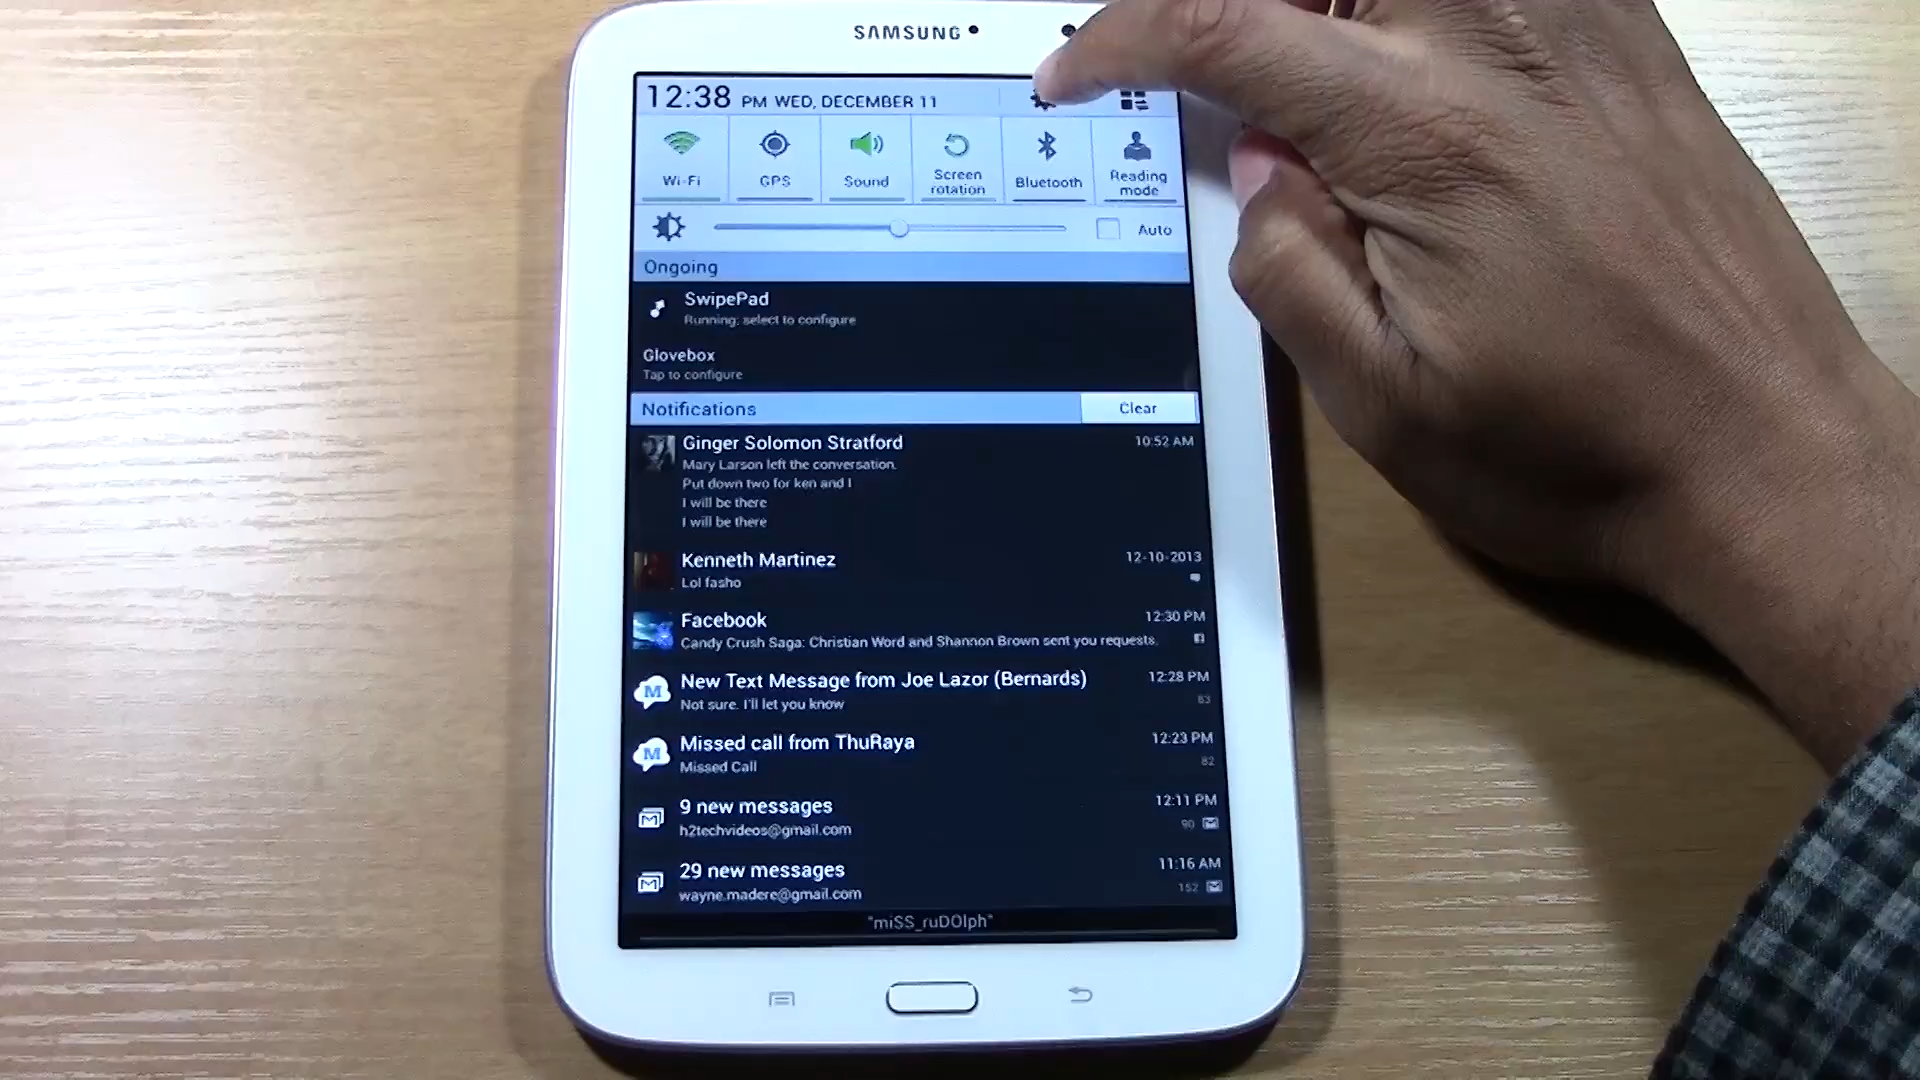 SAMSUNG
12:38 PM WED, DECEMBER 11
Wi-Fi
GPS
Sound
Screen
rotation
Bluetooth
Reading
mode
Auto
Ongoing
SwipePad
Running: select to configure
Glovebox
Tap to configure
Notifications
Clear
Ginger Solomon Stratford 10:52 AM
Mary Larson left the conversation.
Put down two for ken and I
I will be there
I will be there
Kenneth Martinez 12-10-2013
Lol fasho
Facebook 12:30 PM
Candy Crush Saga: Christian Word and Shannon Brown sent you requests.
New Text Message from Joe Lazor (Bernards) 12:28 PM
Not sure. I'll let you know 83
Missed call from ThuRaya 12:23 PM
Missed Call 82
9 new messages 12:11 PM
h2techvideos@gmail.com 90
29 new messages 11:16 AM
wayne.madere@gmail.com 152
"miSS_ruDOlph"